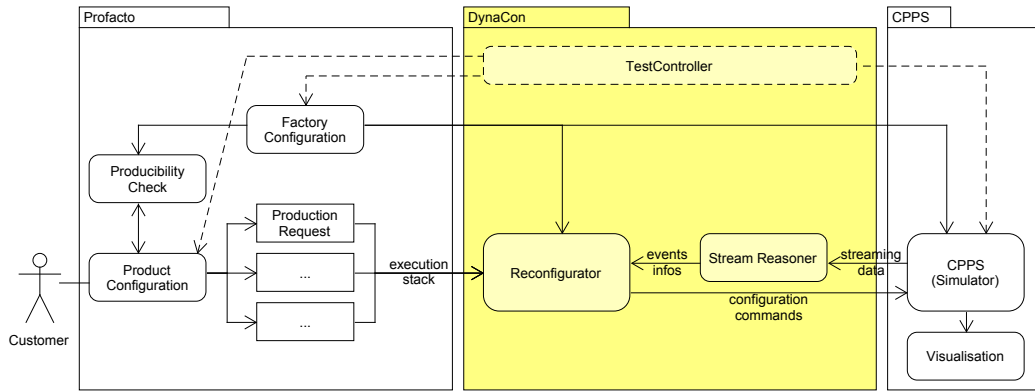 Profacto
DynaCon
CPPS
TestController
Factory
Configuration
Producibility
Check
Production
Request
Product
Configuration
...
...
execution
stack
Reconfigurator
events
infos
Stream Reasoner
streaming
data
CPPS
(Simulator)
configuration
commands
Customer
Visualisation